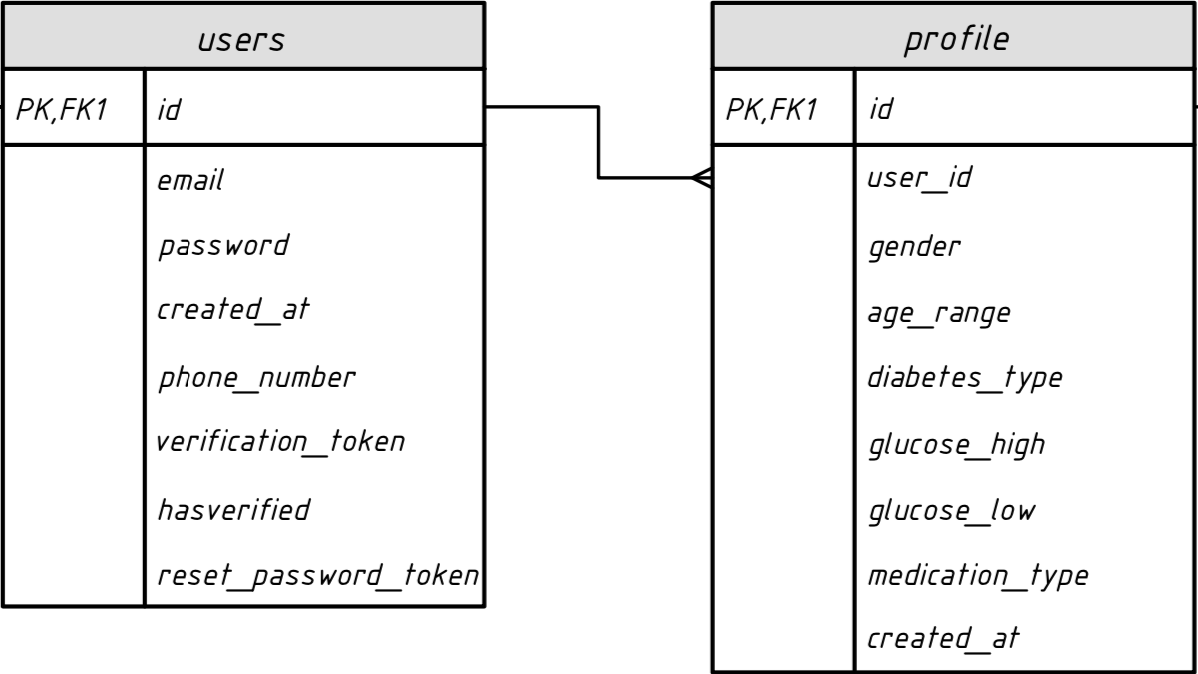 users
PK,FK1 id
email
password
created_at
phone_number
verification_token
hasverified
reset_password_token
profile
PK,FK1 id
user_id
gender
age_range
diabetes_type
glucose_high
glucose_low
medication_type
created_at